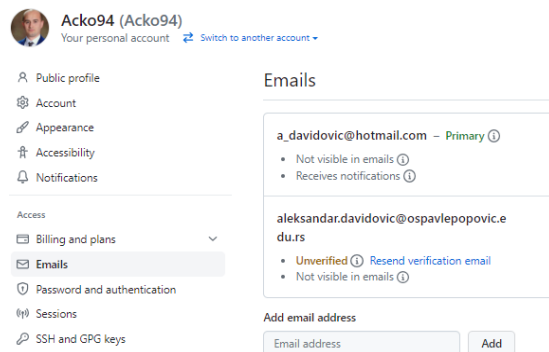 Acko94 (Acko94)
Your personal account Switch to another account
Public profile
Account
Appearance
Accessibility
Notifications
Access
Billing and plans
Emails
Password and authentication
Sessions
SSH and GPG keys
Emails
a_davidovic@hotmail.com – Primary
• Not visible in emails
• Receives notifications
aleksandar.davidovic@ospavlepopovic.e
du.rs
• Unverified Resend verification email
• Not visible in emails
Add email address
Email address Add